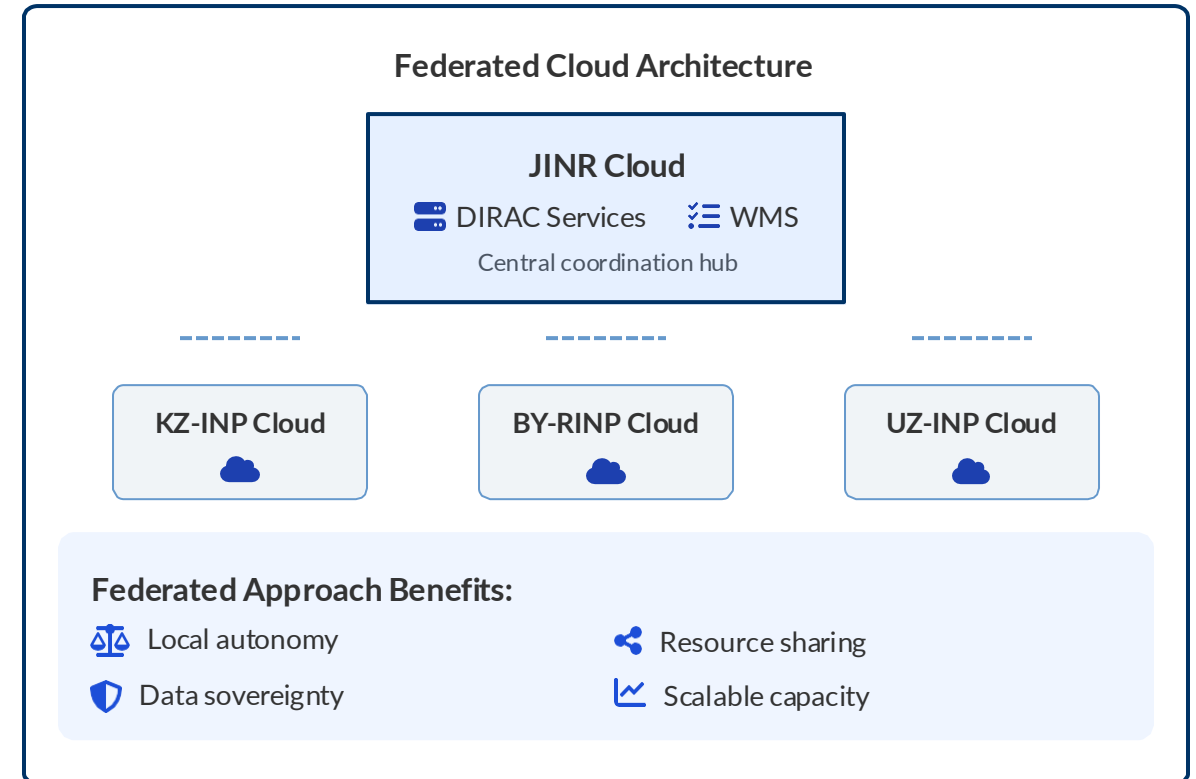 Federated Cloud Architecture
JINR Cloud
DIRAC Services WMS
Central coordination hub
KZ-INP Cloud BY-RINP Cloud UZ-INP Cloud
Federated Approach Benefits:
Local autonomy Resource sharing
Data sovereignty Scalable capacity